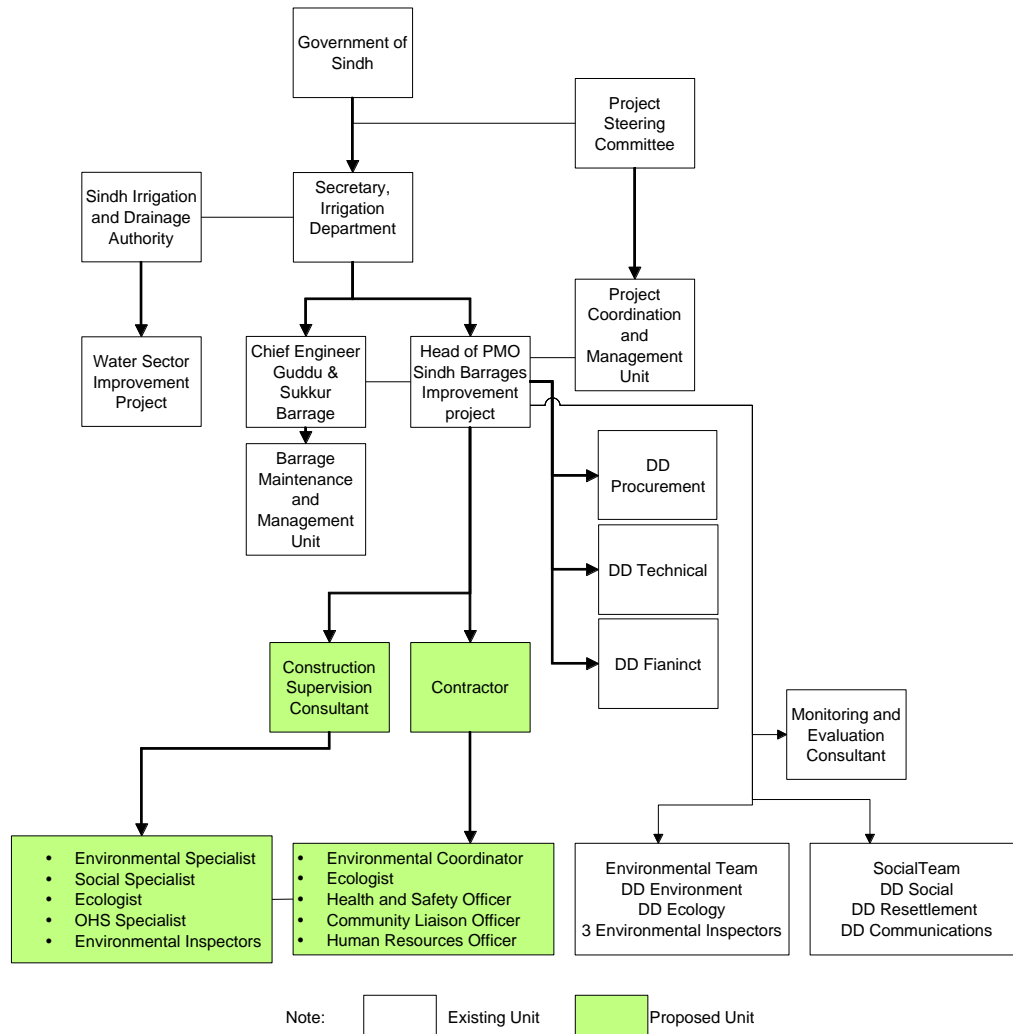 Government of
Sindh
Project
Steering
Committee
Sindh Irrigation
and Drainage
Authority
Secretary,
Irrigation
Department
Project
Coordination
and
Management
Unit
Water Sector
Improvement
Project
Chief Engineer
Guddu &
Sukkur
Barrage
Head of PMO
Sindh Barrages
Improvement
project
Barrage
Maintenance
and
Management
Unit
DD
Procurement
DD Technical
DD Fianinct
Construction
Supervision
Consultant
Contractor
Monitoring and
Evaluation
Consultant
• Environmental Specialist
• Social Specialist
• Ecologist
• OHS Specialist
• Environmental Inspectors
• Environmental Coordinator
• Ecologist
• Health and Safety Officer
• Community Liaison Officer
• Human Resources Officer
Environmental Team
DD Environment
DD Ecology
3 Environmental Inspectors
SocialTeam
DD Social
DD Resettlement
DD Communications
Note: Existing Unit Proposed Unit